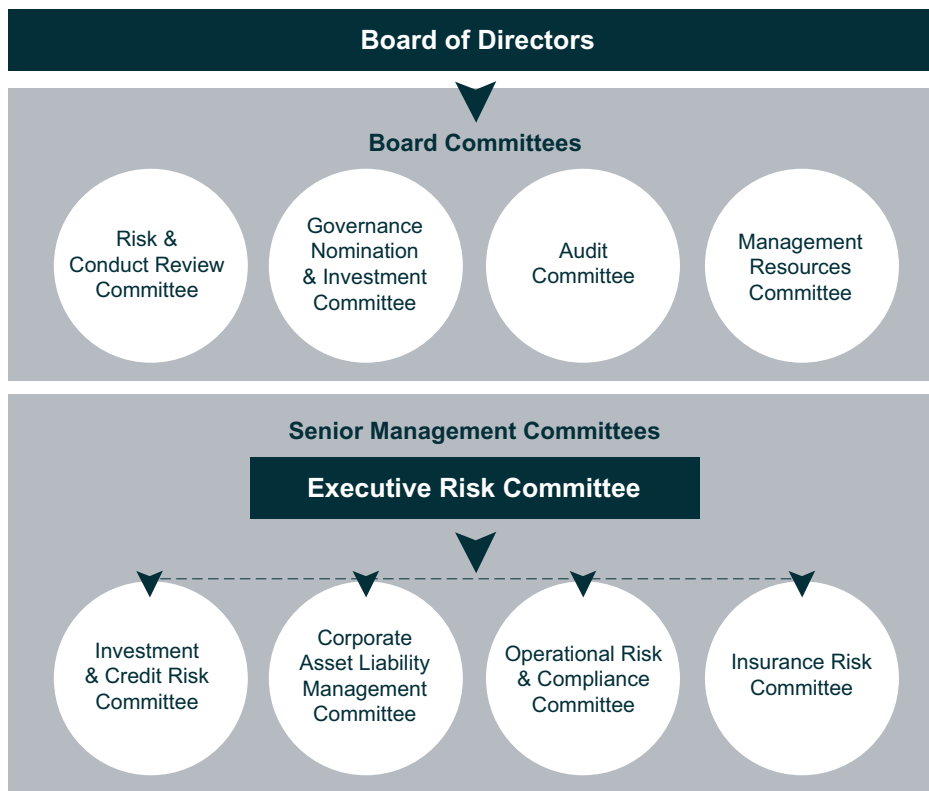 Board of Directors
Board Committees
Risk &
Conduct Review
Committee
Governance
Nomination
& Investment
Committee
Audit
Committee
Management
Resources
Committee
Senior Management Committees
Executive Risk Committee
Investment
& Credit Risk
Committee
Corporate
Asset Liability
Management
Committee
Operational Risk
& Compliance
Committee
Insurance Risk
Committee